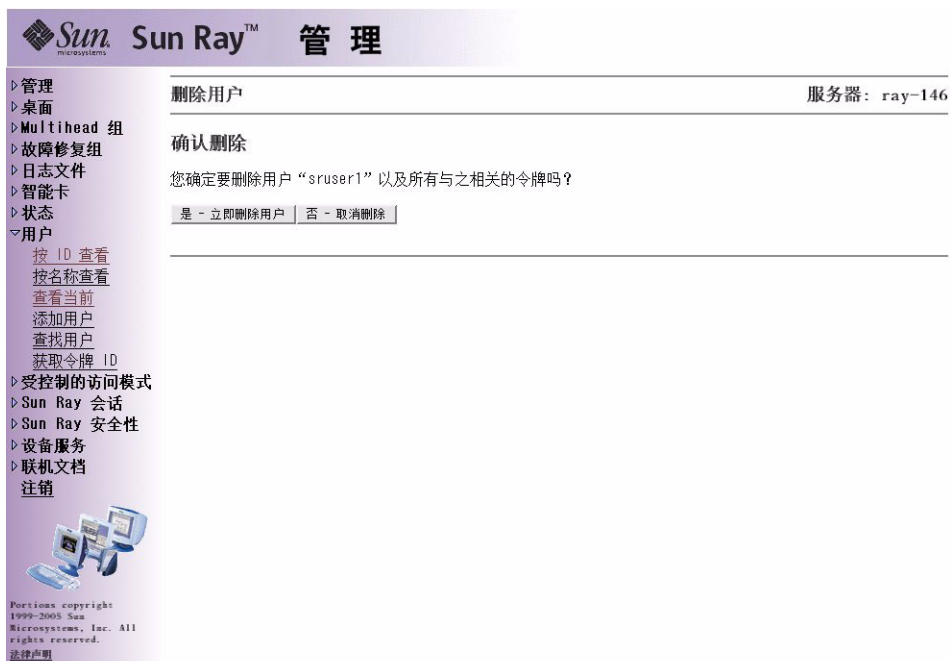 Sun microsystems Sun Ray™ 管 理
管理
桌面
Multihead 组
故障修复组
日志文件
智能卡
状态
用户
按 ID 查看
按名称查看
查看当前
添加用户
查找用户
获取令牌 ID
受控制的访问模式
Sun Ray 会话
Sun Ray 安全性
设备服务
联机文档
注销
Portions copyright
1999-2005 Sun
Microsystems, Inc. All
rights reserved.
法律声明
删除用户 服务器: ray-146
确认删除
您确定要删除用户“sruser1”以及所有与之相关的令牌吗?
是 - 立即删除用户 否 - 取消删除